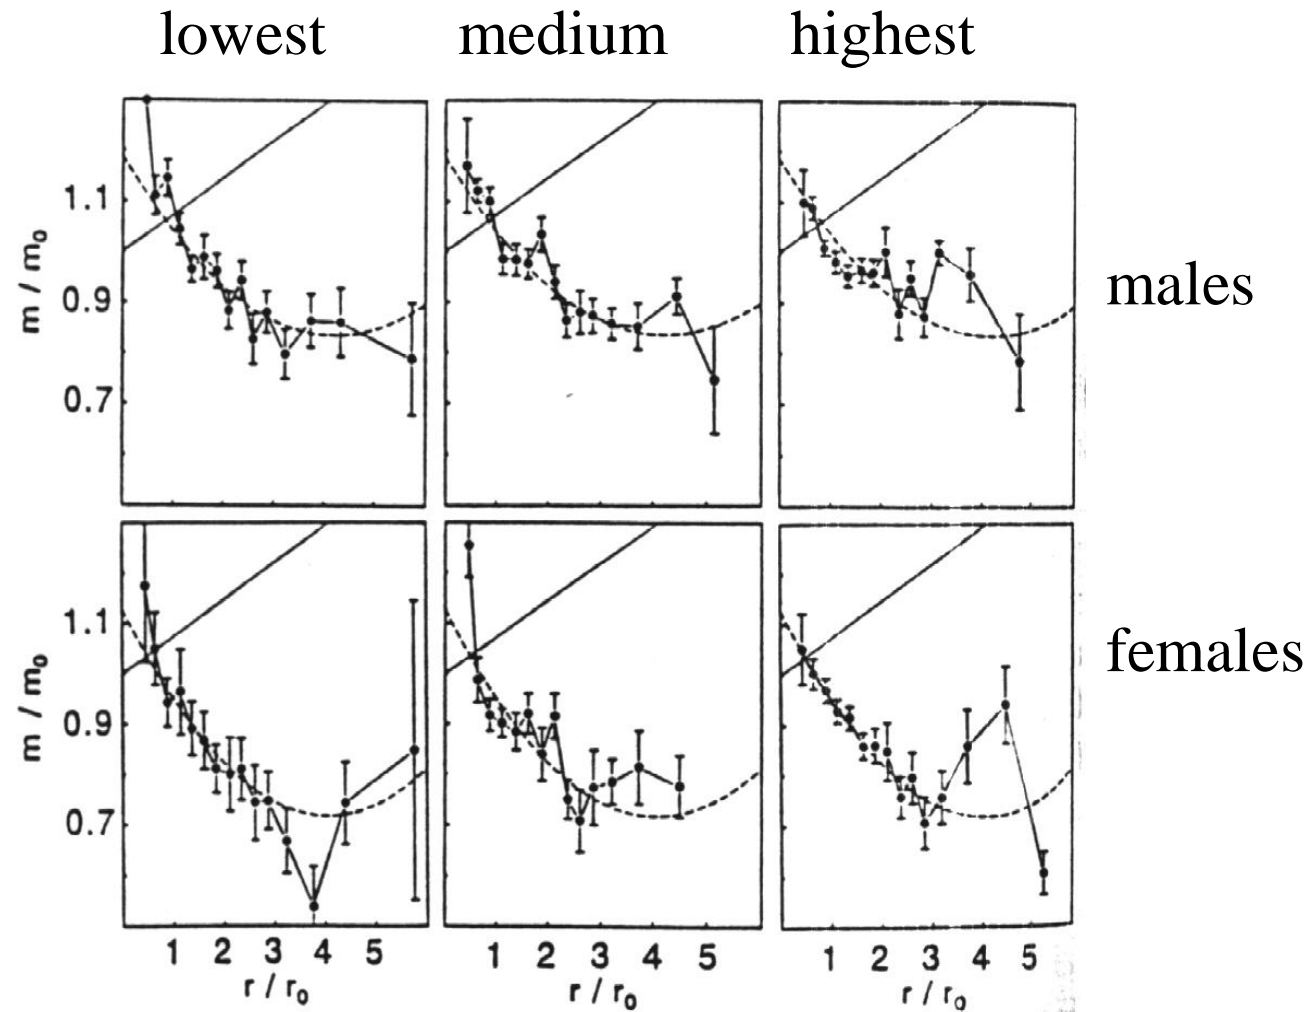 lowest medium highest
1.1
0.9
0.7
m / m₀
males
1.1
0.9
0.7
m / m₀
females
1 2 3 4 5 1 2 3 4 5 1 2 3 4 5
r / r₀ r / r₀ r / r₀